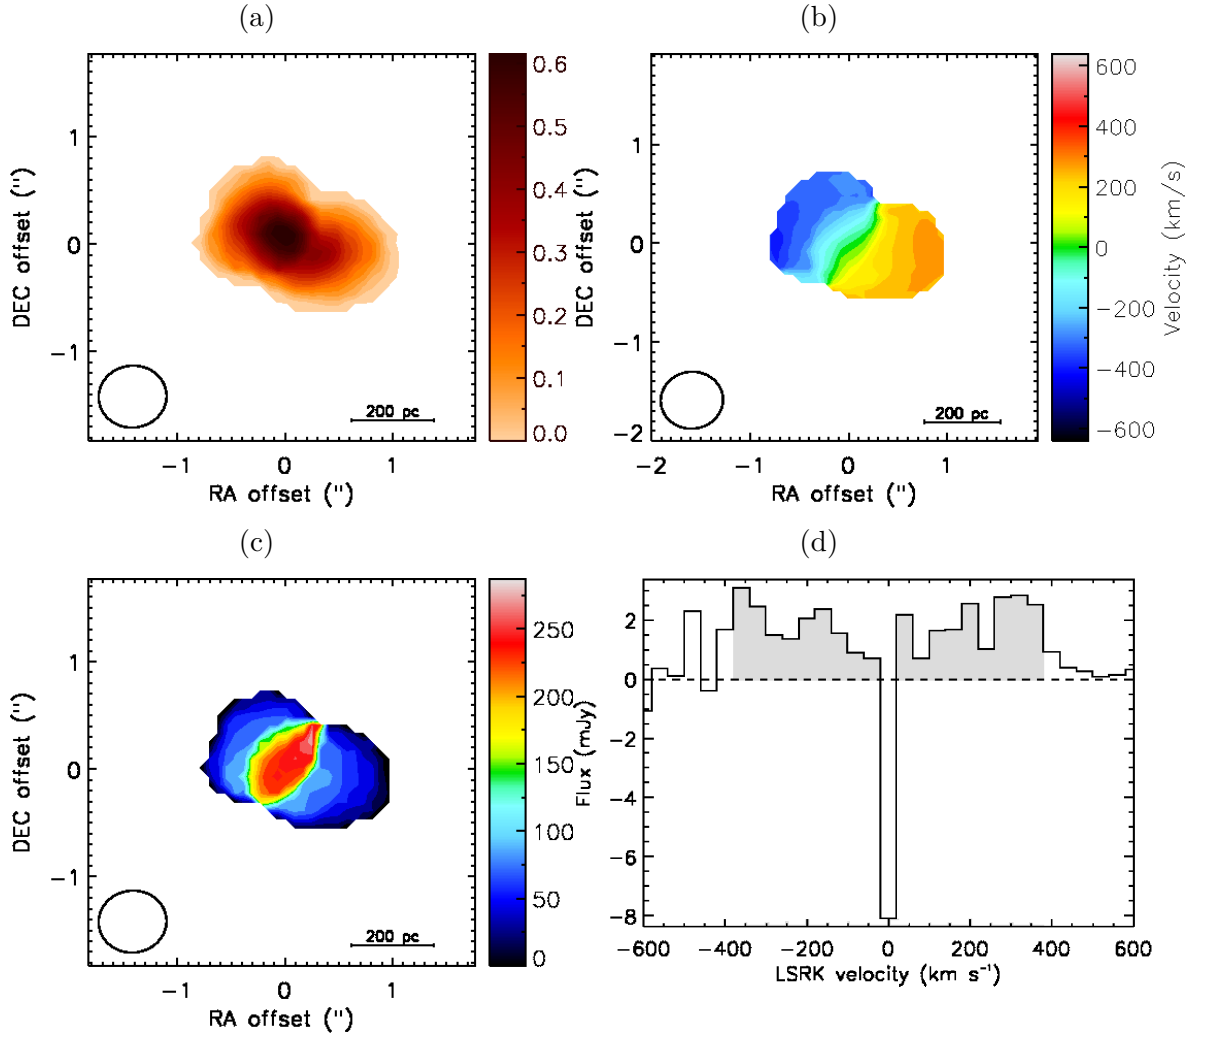 (a)
(b)
0.6
0.5
0.4
0.3
0.2
0.1
0.0
1
0
−1
DEC offset (")
200 pc
−1 0 1
RA offset (")
600
400
200
0
−200
−400
−600
Velocity (km/s)
1
0
−1
−2
DEC offset (")
200 pc
−2 −1 0 1
RA offset (")
(c)
(d)
250
200
150
100
50
0
1
0
−1
DEC offset (")
200 pc
−1 0 1
RA offset (")
2
0
−2
−4
−6
−8
Flux (mJy)
−600 −400 −200 0 200 400 600
LSRK velocity (km s⁻¹)